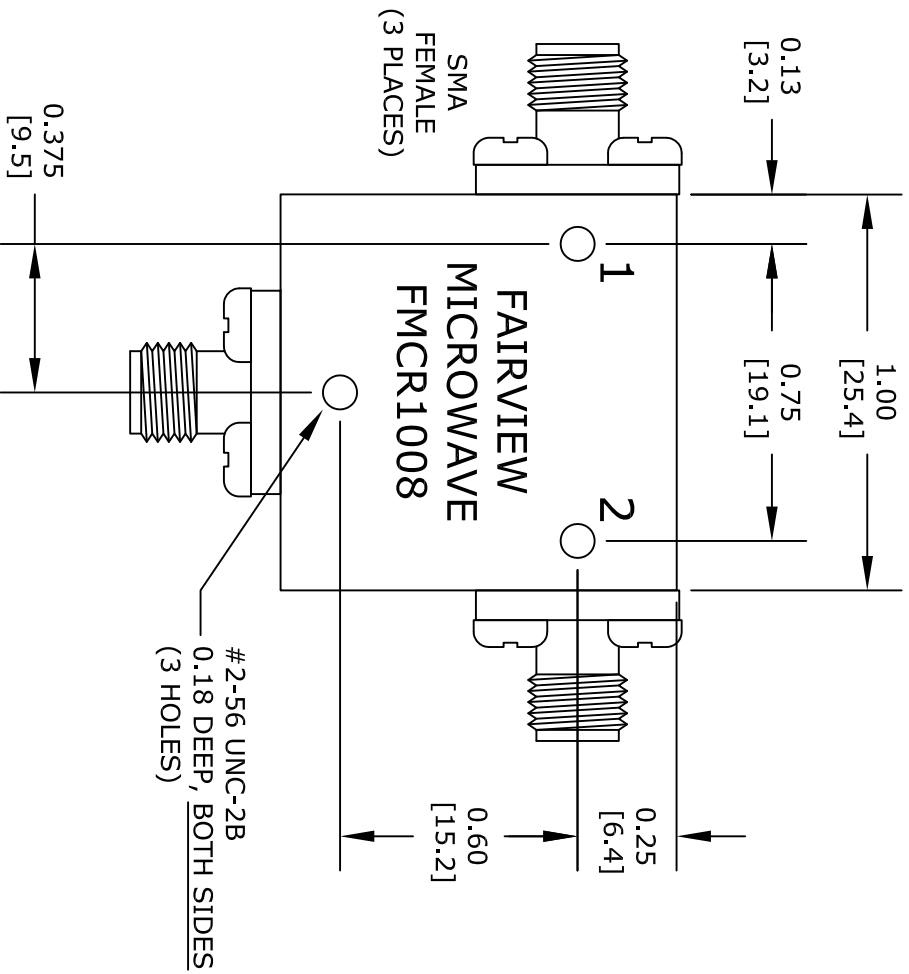 1.00
[25.4]
0.13
[3.2]
0.75
[19.1]
SMA
FEMALE
(3 PLACES)
1
2
FAIRVIEW
MICROWAVE
FMCR1008
0.25
[6.4]
0.60
[15.2]
0.375
[9.5]
#2-56 UNC-2B
0.18 DEEP, BOTH SIDES
(3 HOLES)